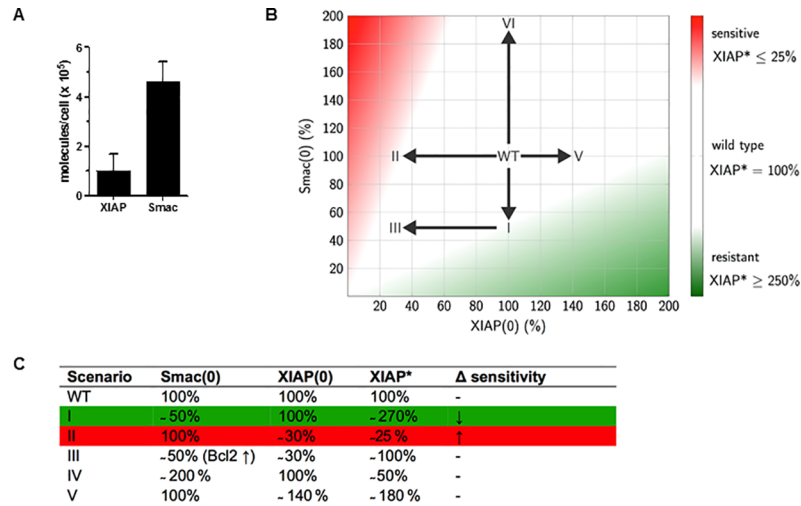 A
B
molecules/cell (x 10⁵)
6
4
2
0
XIAP Smac
Smac(0) (%)
200
180
160
140
120
100
80
60
40
20
VI
II
WT
V
III
I
20 40 60 80 100 120 140 160 180 200
XIAP(0) (%)
sensitive
XIAP* ≤ 25%
wild type
XIAP* = 100%
resistant
XIAP* ≥ 250%
C
Scenario Smac(0) XIAP(0) XIAP* Δ sensitivity
WT 100% 100% 100% -
I ~50% 100% ~270% ↓
II 100% ~30% ~25 % ↑
III ~50% (Bcl2 ↑) ~30% ~100% -
IV ~200 % 100% ~50% -
V 100% ~140 % ~180 % -